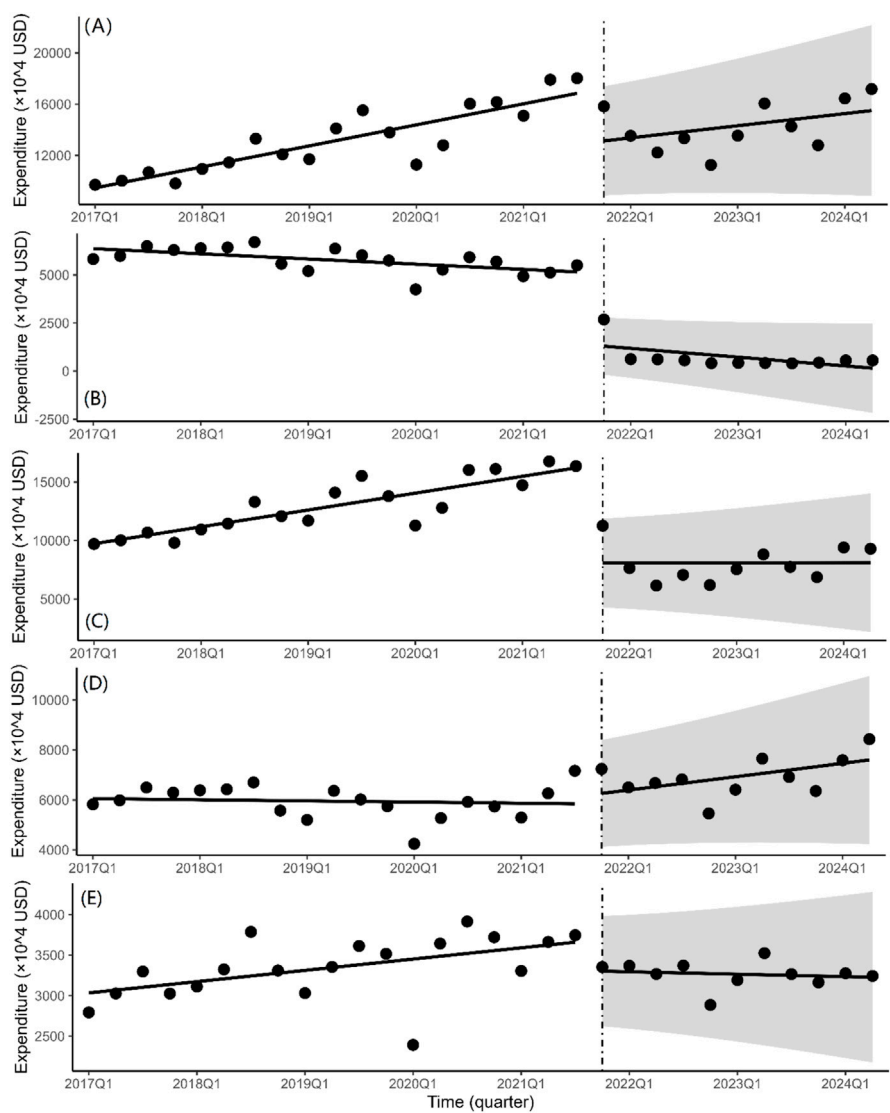 (A)
Expenditure (×10^4 USD)
20000
16000
12000
2017Q1 2018Q1 2019Q1 2020Q1 2021Q1 2022Q1 2023Q1 2024Q1
(B)
Expenditure (×10^4 USD)
5000
2500
0
-2500
2017Q1 2018Q1 2019Q1 2020Q1 2021Q1 2022Q1 2023Q1 2024Q1
(C)
Expenditure (×10^4 USD)
15000
10000
5000
2017Q1 2018Q1 2019Q1 2020Q1 2021Q1 2022Q1 2023Q1 2024Q1
(D)
Expenditure (×10^4 USD)
10000
8000
6000
4000
2017Q1 2018Q1 2019Q1 2020Q1 2021Q1 2022Q1 2023Q1 2024Q1
(E)
Expenditure (×10^4 USD)
4000
3500
3000
2500
2017Q1 2018Q1 2019Q1 2020Q1 2021Q1 2022Q1 2023Q1 2024Q1
Time (quarter)